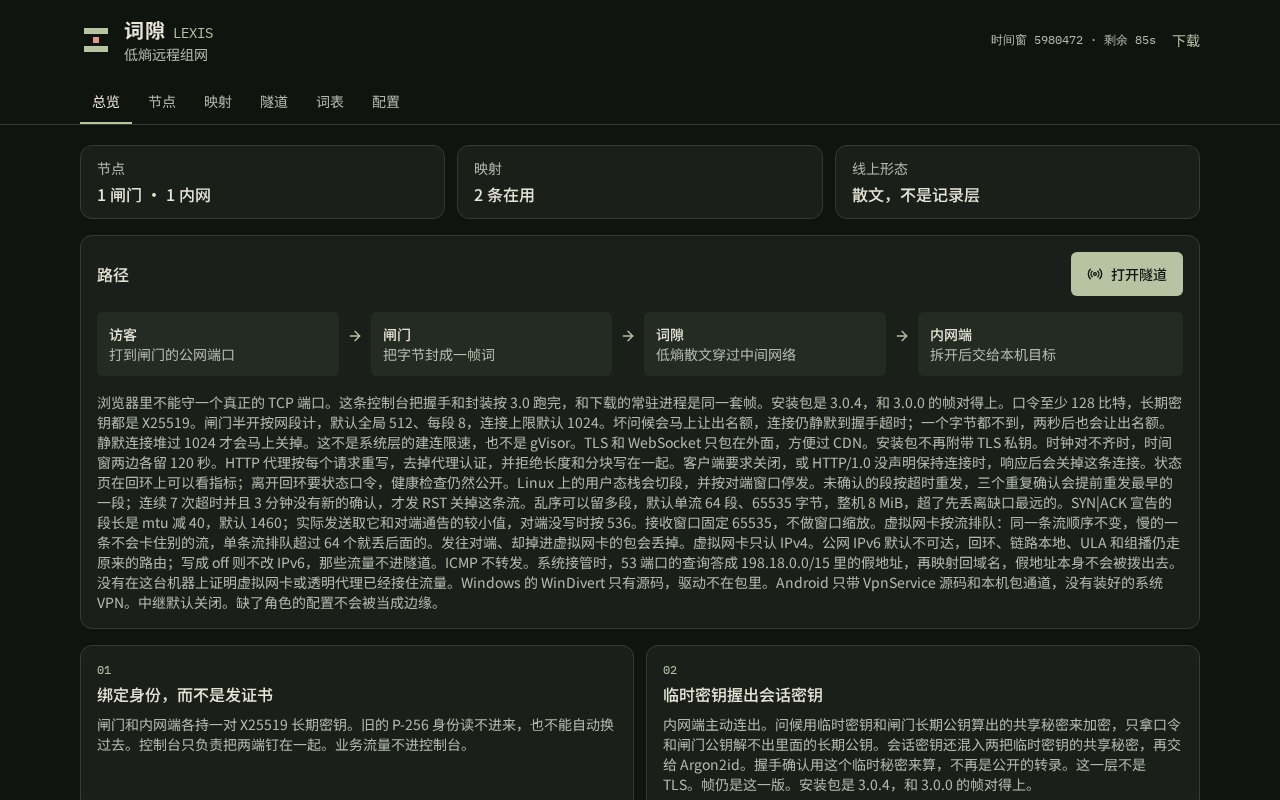 词隙 LEXIS
低熵远程组网
时间窗 5980472 · 剩余 85s 下载
总览 节点 映射 隧道 词表 配置
节点
1 闸门 · 1 内网
映射
2 条在用
线上形态
散文，不是记录层
路径
打开隧道
访客
打到闸门的公网端口
闸门
把字节封成一帧词
词隙
低熵散文穿过中间网络
内网端
拆开后交给本机目标
浏览器里不能守一个真正的 TCP 端口。这条控制台把握手和封装按 3.0 跑完，和下载的常驻进程是同一套帧。安装包是 3.0.4，和 3.0.0 的帧对得上。口令至少 128 比特，长期密
钥都是 X25519。闸门半开按网段计，默认全局 512、每段 8，连接上限默认 1024。坏问候会马上让出名额，连接仍静默到握手超时；一个字节都不到，两秒后也会让出名额。
静默连接堆过 1024 才会马上关掉。这不是系统层的建连限速，也不是 gVisor。TLS 和 WebSocket 只包在外面，方便过 CDN。安装包不再附带 TLS 私钥。时钟对不齐时，时间
窗两边各留 120 秒。HTTP 代理按每个请求重写，去掉代理认证，并拒绝长度和分块写在一起。客户端要求关闭，或 HTTP/1.0 没声明保持连接时，响应后会关掉这条连接。状态
页在回环上可以看指标；离开回环要状态口令，健康检查仍然公开。Linux 上的用户态栈会切段，并按对端窗口停发。未确认的段按超时重发，三个重复确认会提前重发最早的
一段；连续 7 次超时并且 3 分钟没有新的确认，才发 RST 关掉这条流。乱序可以留多段，默认单流 64 段、65535 字节，整机 8 MiB，超了先丢离缺口最远的。SYN|ACK 宣告的
段长是 mtu 减 40，默认 1460；实际发送取它和对端通告的较小值，对端没写时按 536。接收窗口固定 65535，不做窗口缩放。虚拟网卡按流排队：同一条流顺序不变，慢的一
条不会卡住别的流，单条流排队超过 64 个就丢后面的。发往对端、却掉进虚拟网卡的包会丢掉。虚拟网卡只认 IPv4。公网 IPv6 默认不可达，回环、链路本地、ULA 和组播仍走
原来的路由；写成 off 则不改 IPv6，那些流量不进隧道。ICMP 不转发。系统接管时，53 端口的查询答成 198.18.0.0/15 里的假地址，再映射回域名，假地址本身不会被拨出去。
没有在这台机器上证明虚拟网卡或透明代理已经接住流量。Windows 的 WinDivert 只有源码，驱动不在包里。Android 只带 VpnService 源码和本机包通道，没有装好的系统
VPN。中继默认关闭。缺了角色的配置不会被当成边缘。
01
绑定身份，而不是发证书
闸门和内网端各持一对 X25519 长期密钥。旧的 P-256 身份读不进来，也不能自动换
过去。控制台只负责把两端钉在一起。业务流量不进控制台。
02
临时密钥握出会话密钥
内网端主动连出。问候用临时密钥和闸门长期公钥算出的共享秘密来加密，只拿口令
和闸门公钥解不出里面的长期公钥。会话密钥还混入两把临时密钥的共享秘密，再交
给 Argon2id。握手确认用这个临时秘密来算，不再是公开的转录。这一层不是
TLS。帧仍是这一版。安装包是 3.0.4，和 3.0.0 的帧对得上。